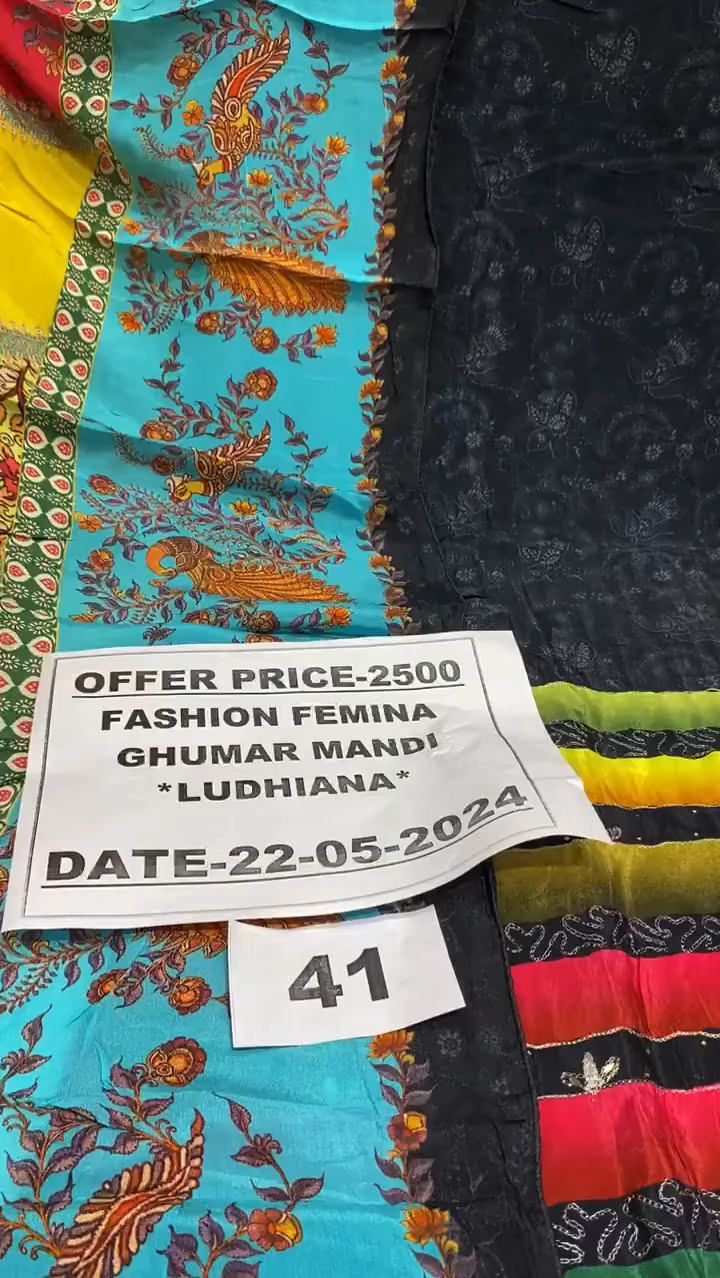 OFFER PRICE-2500
FASHION FEMINA
GHUMAR MANDI
*LUDHIANA*
DATE-22-05-2024
41